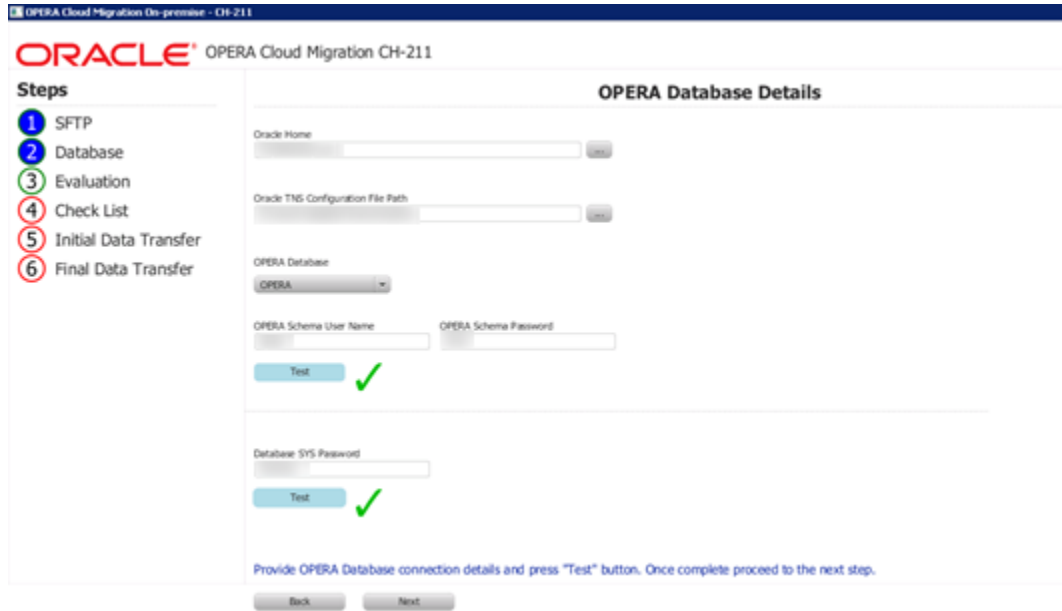 OPERA Cloud Migration On-premise - CH-211
ORACLE® OPERA Cloud Migration CH-211
Steps
1 SFTP
2 Database
3 Evaluation
4 Check List
5 Initial Data Transfer
6 Final Data Transfer
OPERA Database Details
Oracle Home
...
Oracle TNS Configuration File Path
...
OPERA Database
OPERA
OPERA Schema User Name OPERA Schema Password
Test
Database SYS Password
Test
Provide OPERA Database connection details and press "Test" button. Once complete proceed to the next step.
Back Next